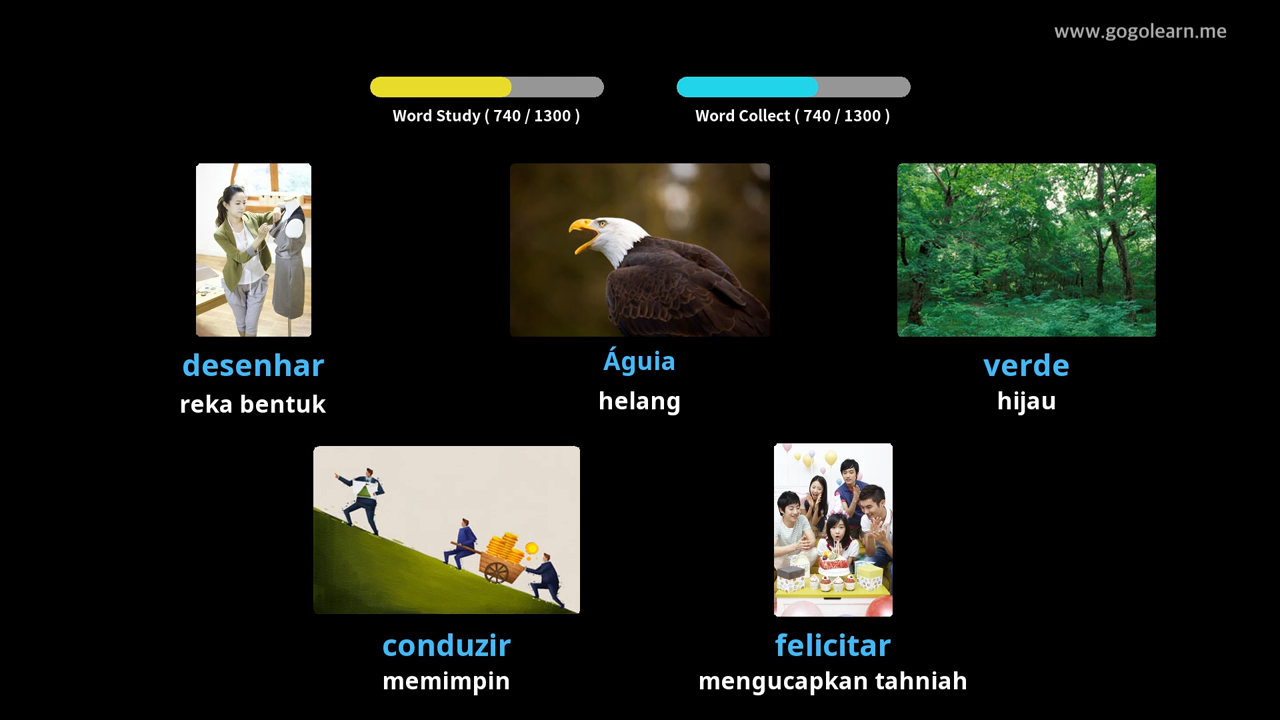 www.gogolearn.me
Word Study ( 740 / 1300 )
Word Collect ( 740 / 1300 )
desenhar
reka bentuk
Águia
helang
verde
hijau
conduzir
memimpin
felicitar
mengucapkan tahniah